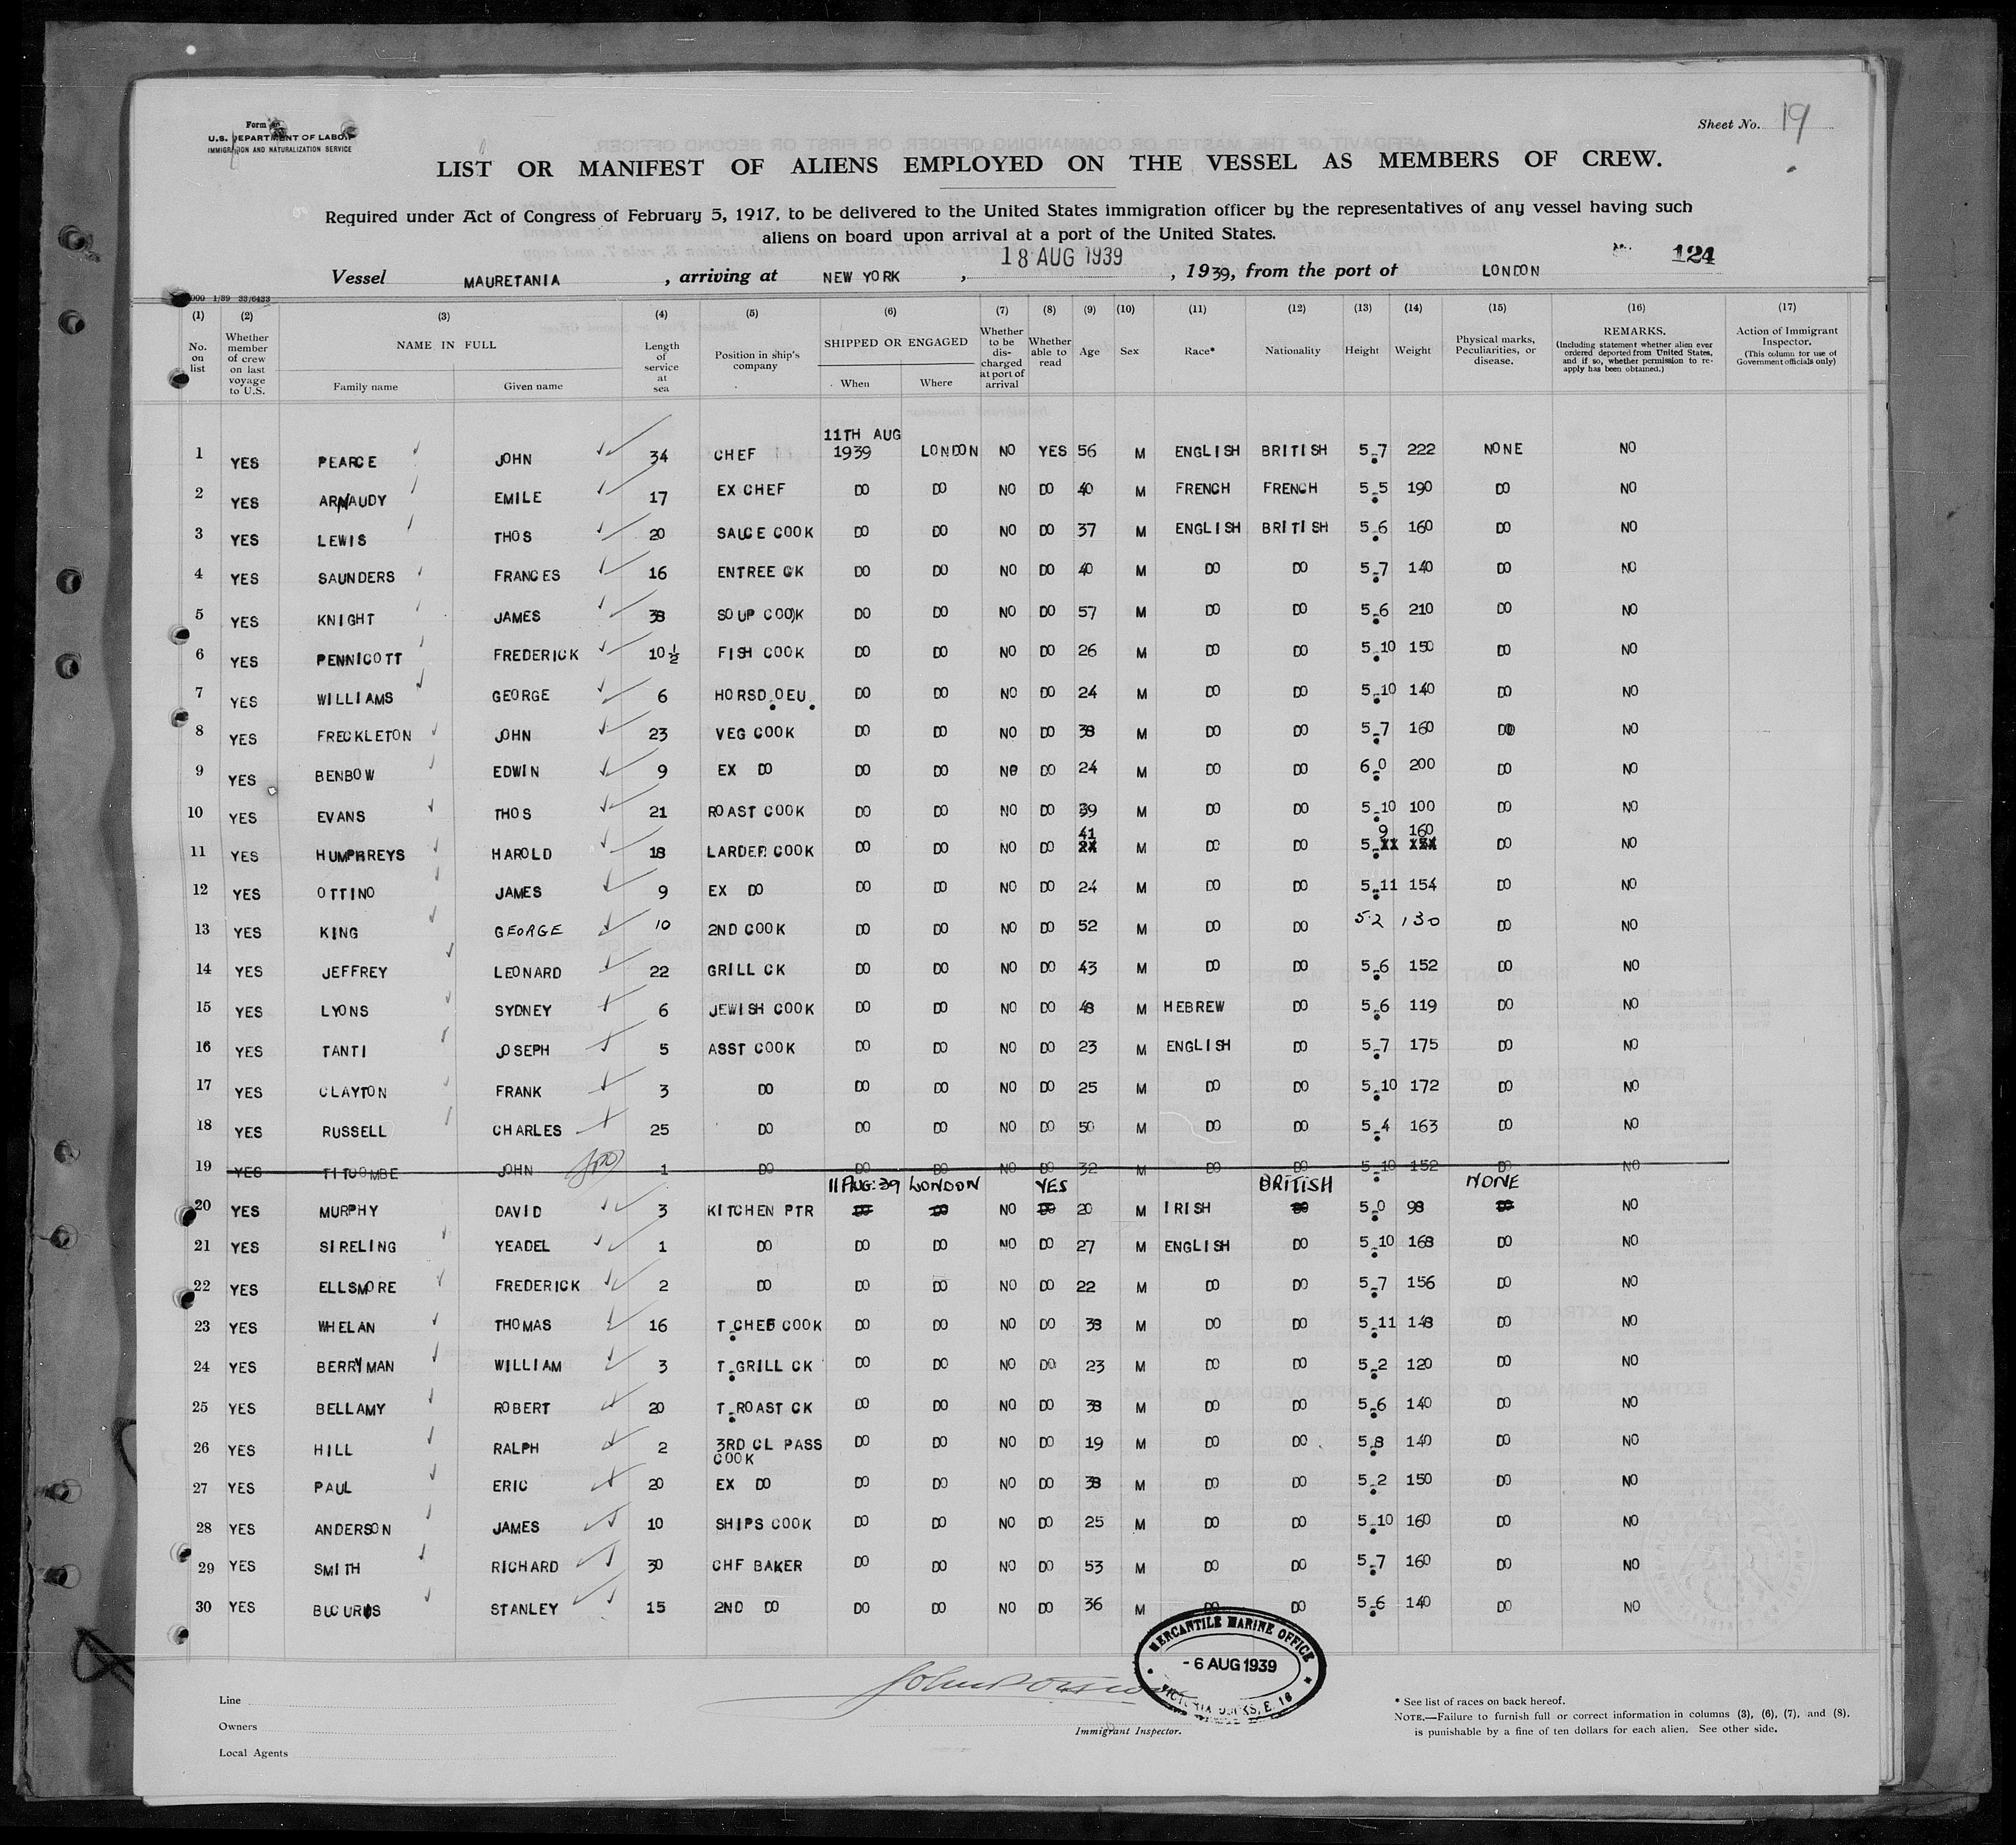 Form
U.S. DEPARTMENT OF LABOR
IMMIGRATION AND NATURALIZATION SERVICE
Sheet No. 19
LIST OR MANIFEST OF ALIENS EMPLOYED ON THE VESSEL AS MEMBERS OF CREW.
Required under Act of Congress of February 5, 1917, to be delivered to the United States immigration officer by the representatives of any vessel having such
aliens on board upon arrival at a port of the United States.
124
Vessel MAURETANIA, arriving at NEW YORK, 18 AUG 1939, 1939, from the port of LONDON
000 1/39 33/6433
(1) (2) (3) (4) (5) (6) (7) (8) (9) (10) (11) (12) (13) (14) (15) (16) (17)
No. on list
Whether member of crew on last voyage to U.S.
NAME IN FULL
Family name
Given name
Length of service at sea
Position in ship's company
SHIPPED OR ENGAGED
When
Where
Whether to be discharged at port of arrival
Whether able to read
Age
Sex
Race*
Nationality
Height
Weight
Physical marks, Peculiarities, or disease.
REMARKS.
(Including statement whether alien ever ordered deported from United States, and if so, whether permission to reapply has been obtained.)
Action of Immigrant Inspector.
(This column for use of Government officials only)
1 YES PEARCE JOHN 34 CHEF 11TH AUG 1939 LONDON NO YES 56 M ENGLISH BRITISH 5.7 222 NONE NO
2 YES ARNAUDY EMILE 17 EX CHEF DO DO NO DO 40 M FRENCH FRENCH 5.5 190 DO NO
3 YES LEWIS THOS 20 SAUCE COOK DO DO NO DO 37 M ENGLISH BRITISH 5.6 160 DO NO
4 YES SAUNDERS FRANCES 16 ENTREE CK DO DO NO DO 40 M DO DO 5.7 140 DO NO
5 YES KNIGHT JAMES 38 SOUP COOK DO DO NO DO 57 M DO DO 5.6 210 DO NO
6 YES PENNICOTT FREDERICK 10½ FISH COOK DO DO NO DO 26 M DO DO 5.10 150 DO NO
7 YES WILLIAMS GEORGE 6 HORSD.OEU. DO DO NO DO 24 M DO DO 5.10 140 DO NO
8 YES FRECKLETON JOHN 23 VEG COOK DO DO NO DO 38 M DO DO 5.7 160 DO NO
9 YES BENBOW EDWIN 9 EX DO DO DO NO DO 24 M DO DO 6.0 200 DO NO
10 YES EVANS THOS 21 ROAST COOK DO DO NO DO 39 M DO DO 5.10 100 DO NO
11 YES HUMPHREYS HAROLD 18 LARDER COOK DO DO NO DO 41 M DO DO 5.9 160 DO NO
12 YES OTTINO JAMES 9 EX DO DO DO NO DO 24 M DO DO 5.11 154 DO NO
13 YES KING GEORGE 10 2ND COOK DO DO NO DO 52 M DO DO 5.2 130 DO NO
14 YES JEFFREY LEONARD 22 GRILL CK DO DO NO DO 43 M DO DO 5.6 152 DO NO
15 YES LYONS SYDNEY 6 JEWISH COOK DO DO NO DO 48 M HEBREW DO 5.6 119 DO NO
16 YES TANTI JOSEPH 5 ASST COOK DO DO NO DO 23 M ENGLISH DO 5.7 175 DO NO
17 YES CLAYTON FRANK 3 DO DO DO NO DO 25 M DO DO 5.10 172 DO NO
18 YES RUSSELL CHARLES 25 DO DO DO NO DO 50 M DO DO 5.4 163 DO NO
19 YES TITCOMBE JOHN 1 DO DO DO NO DO 32 M DO DO 5.10 152 DO NO
20 YES MURPHY DAVID 3 KITCHEN PTR 11 AUG:39 LONDON NO YES 20 M IRISH BRITISH 5.0 98 NONE NO
21 YES SIRELING YEADEL 1 DO DO DO NO DO 27 M ENGLISH DO 5.10 168 DO NO
22 YES ELLSMORE FREDERICK 2 DO DO DO NO DO 22 M DO DO 5.7 156 DO NO
23 YES WHELAN THOMAS 16 T.CHEF COOK DO DO NO DO 38 M DO DO 5.11 148 DO NO
24 YES BERRYMAN WILLIAM 3 T.GRILL CK DO DO NO DO 23 M DO DO 5.2 120 DO NO
25 YES BELLAMY ROBERT 20 T.ROAST CK DO DO NO DO 38 M DO DO 5.6 140 DO NO
26 YES HILL RALPH 2 3RD CL PASS COOK DO DO NO DO 19 M DO DO 5.8 140 DO NO
27 YES PAUL ERIC 20 EX DO DO DO NO DO 38 M DO DO 5.2 150 DO NO
28 YES ANDERSON JAMES 10 SHIPS COOK DO DO NO DO 25 M DO DO 5.10 160 DO NO
29 YES SMITH RICHARD 30 CHF BAKER DO DO NO DO 53 M DO DO 5.7 160 DO NO
30 YES BUCURUS STANLEY 15 2ND DO DO DO NO DO 36 M DO DO 5.6 140 DO NO
MERCANTILE MARINE OFFICE
- 6 AUG 1939
VICTORIA DOCKS, E. 16
Line
Owners
Local Agents
Immigrant Inspector.
* See list of races on back hereof.
NOTE.—Failure to furnish full or correct information in columns (3), (6), (7), and (8),
is punishable by a fine of ten dollars for each alien. See other side.